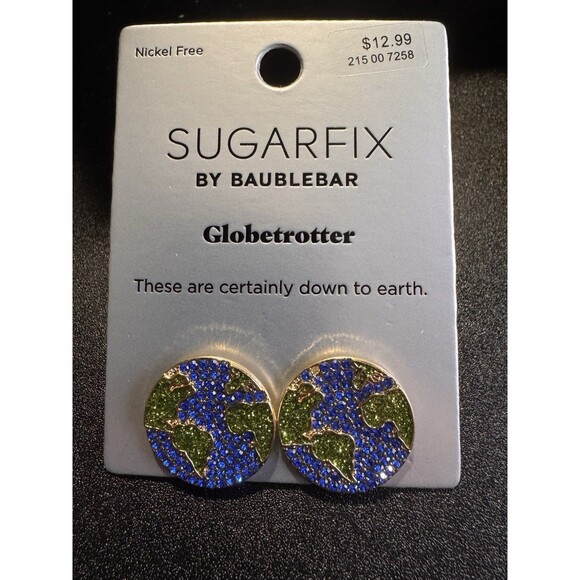 Nickel Free
$12.99
215 00 7258
SUGARFIX
BY BAUBLEBAR
Globetrotter
These are certainly down to earth.